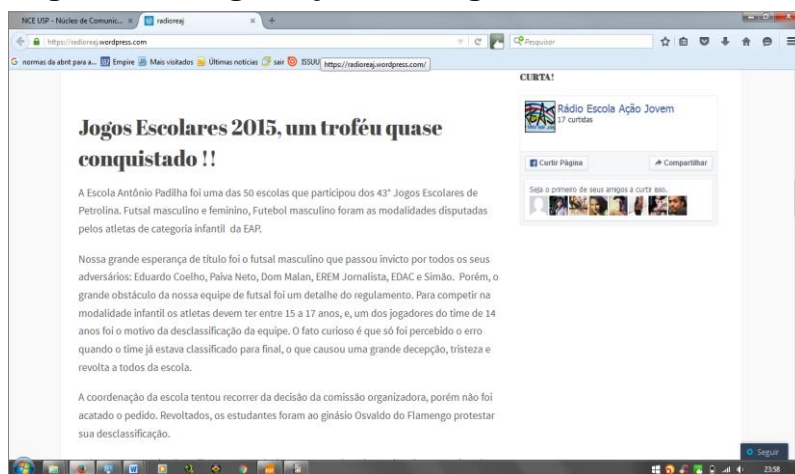 NCE USP - Núcleo de Comunic...
radioreaj
https://radioreaj.wordpress.com
Pesquisar
normas da abnt para a...
Empire
Mais visitados
Últimas notícias
sair
ISSUU
https://radioreaj.wordpress.com/
CURTA!
Rádio Escola Ação Jovem
17 curtidas
Curtir Página
Compartilhar
Seja o primeiro de seus amigos a curtir isso.
Jogos Escolares 2015, um troféu quase
conquistado !!
A Escola Antônio Padilha foi uma das 50 escolas que participou dos 43° Jogos Escolares de
Petrolina. Futsal masculino e feminino, Futebol masculino foram as modalidades disputadas
pelos atletas de categoria infantil da EAP.
Nossa grande esperança de título foi o futsal masculino que passou invicto por todos os seus
adversários: Eduardo Coelho, Paiva Neto, Dom Malan, EREM Jornalista, EDAC e Simão. Porém, o
grande obstáculo da nossa equipe de futsal foi um detalhe do regulamento. Para competir na
modalidade infantil os atletas devem ter entre 15 a 17 anos, e, um dos jogadores do time de 14
anos foi o motivo da desclassificação da equipe. O fato curioso é que só foi percebido o erro
quando o time já estava classificado para final, o que causou uma grande decepção, tristeza e
revolta a todos da escola.
A coordenação da escola tentou recorrer da decisão da comissão organizadora, porém não foi
acatado o pedido. Revoltados, os estudantes foram ao ginásio Osvaldo do Flamengo protestar
sua desclassificação.
Seguir
23:58